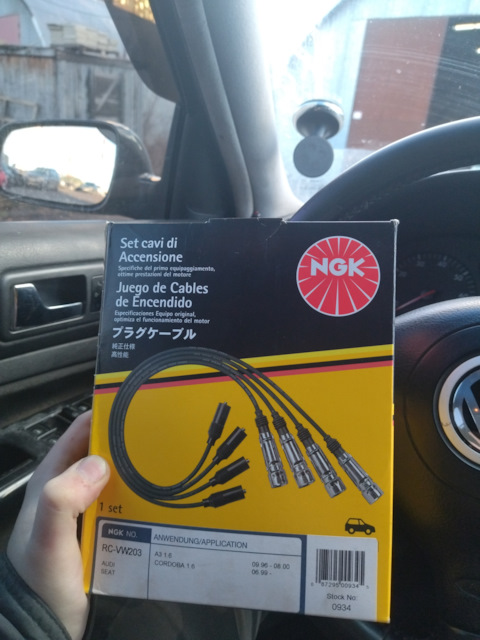 Set cavi di
Accensione
Specifiche del primo equipaggiamento,
ottime prestazioni del motore
Juego de Cables
de Encendido
Especificaciones Equipo original,
optimiza el funcionamiento del motor
プラグケーブル
純正仕様
高性能
NGK
1 set
NGK NO.
ANWENDUNG/APPLICATION
RC-VW203
AUDI
SEAT
A3 1.6
CORDOBA 1.6
09.96 - 08.00
06.99 -
Stock No:
0934